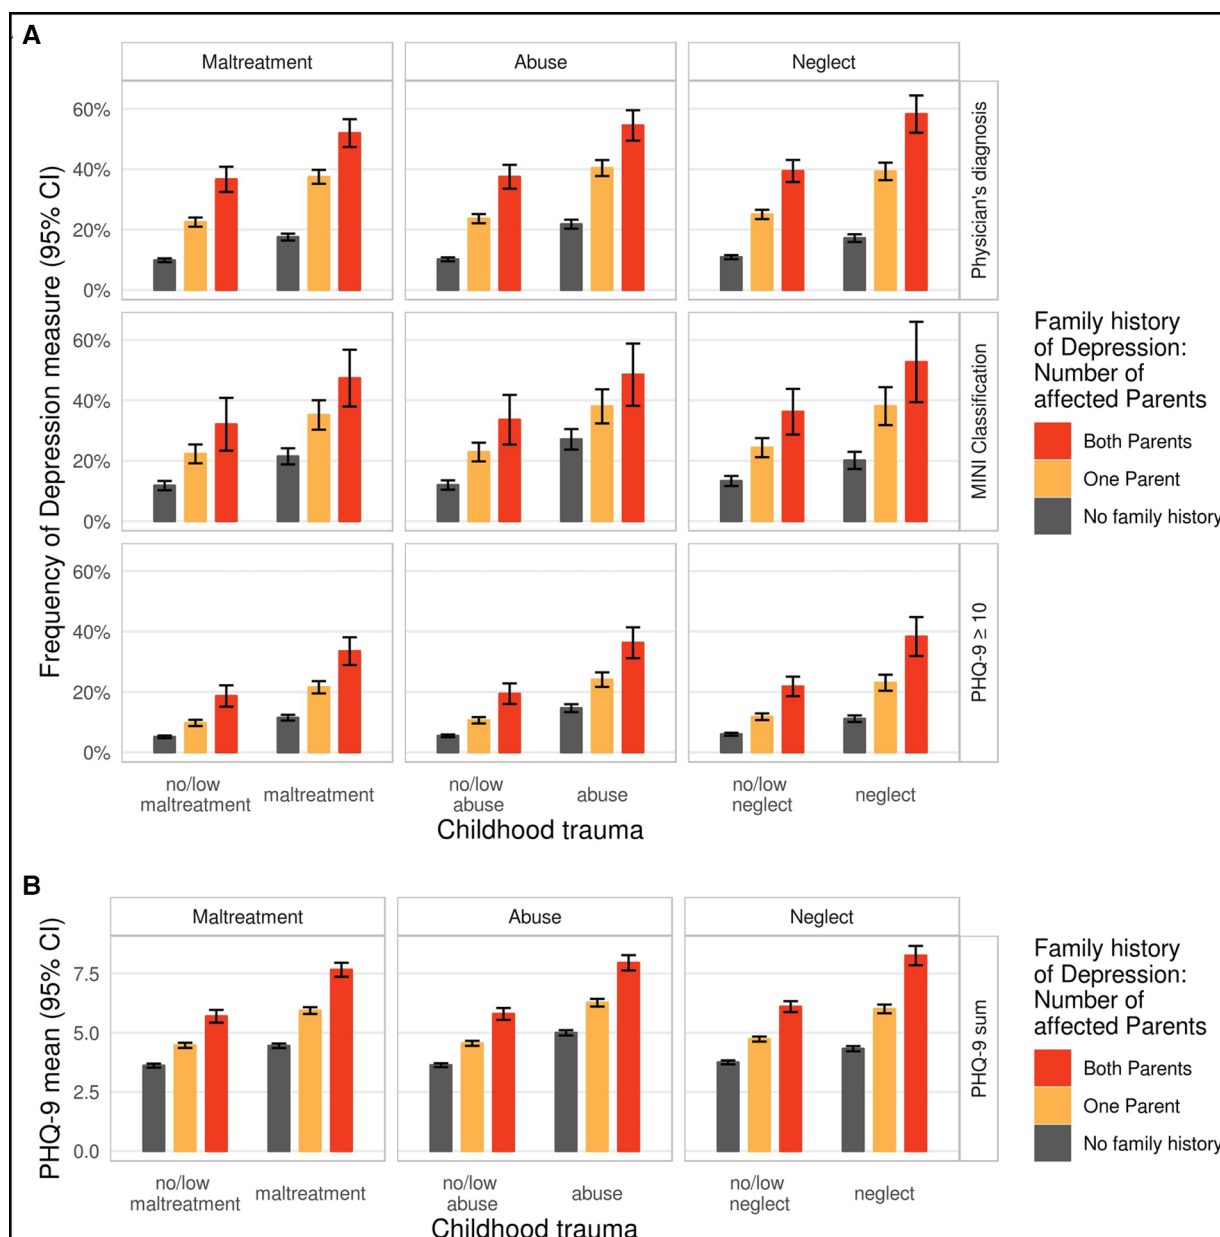 A
Maltreatment
Abuse
Neglect
Frequency of Depression measure (95% CI)
60%
40%
20%
0%
Physician's diagnosis
60%
40%
20%
0%
MINI Classification
60%
40%
20%
0%
PHQ-9 ≥ 10
no/low
maltreatment
maltreatment
no/low
abuse
abuse
no/low
neglect
neglect
Childhood trauma
Family history
of Depression:
Number of
affected Parents
Both Parents
One Parent
No family history
B
Maltreatment
Abuse
Neglect
PHQ-9 mean (95% CI)
7.5
5.0
2.5
0.0
PHQ-9 sum
no/low
maltreatment
maltreatment
no/low
abuse
abuse
no/low
neglect
neglect
Childhood trauma
Family history
of Depression:
Number of
affected Parents
Both Parents
One Parent
No family history